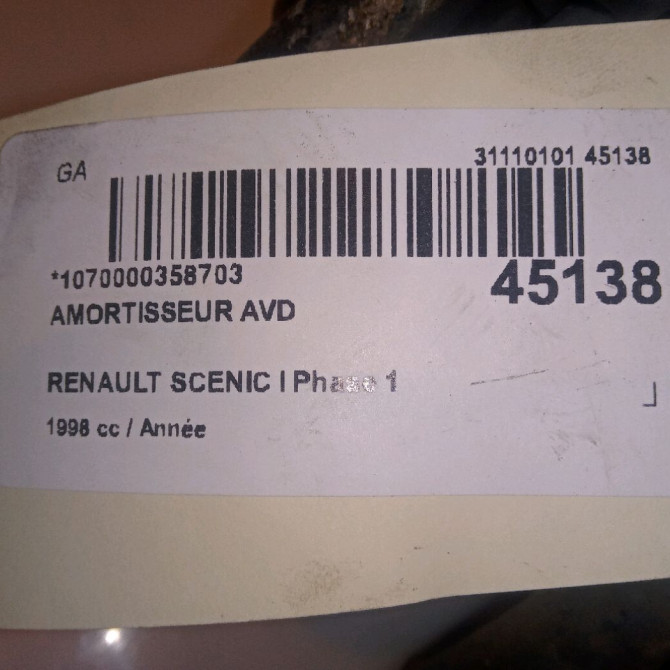 GA
31110101 45138
*1070000358703
45138
AMORTISSEUR AVD
RENAULT SCENIC I Phase 1
1998 cc / Année